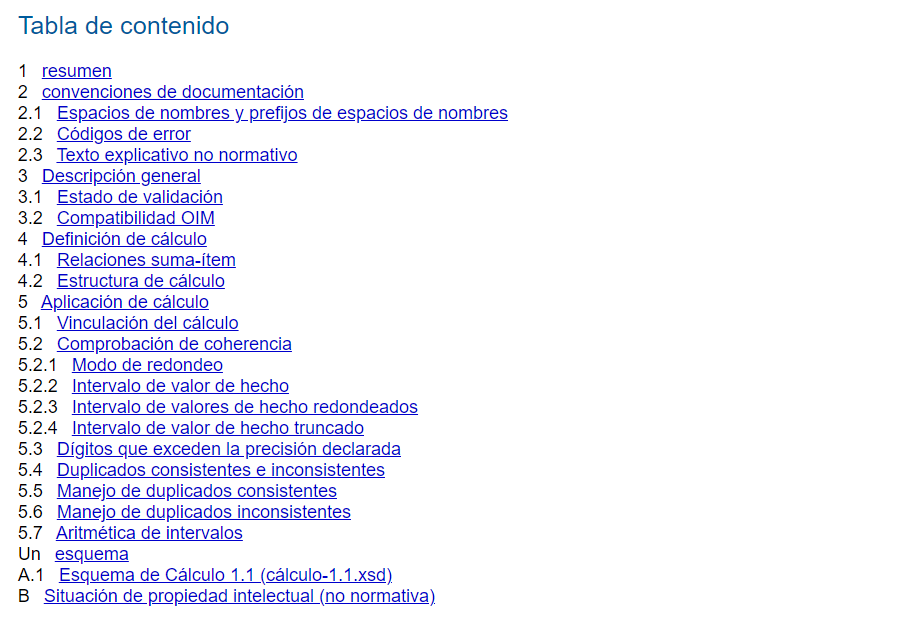 Tabla de contenido
1 resumen
2 convenciones de documentación
2.1 Espacios de nombres y prefijos de espacios de nombres
2.2 Códigos de error
2.3 Texto explicativo no normativo
3 Descripción general
3.1 Estado de validación
3.2 Compatibilidad OIM
4 Definición de cálculo
4.1 Relaciones suma-ítem
4.2 Estructura de cálculo
5 Aplicación de cálculo
5.1 Vinculación del cálculo
5.2 Comprobación de coherencia
5.2.1 Modo de redondeo
5.2.2 Intervalo de valor de hecho
5.2.3 Intervalo de valores de hecho redondeados
5.2.4 Intervalo de valor de hecho truncado
5.3 Dígitos que exceden la precisión declarada
5.4 Duplicados consistentes e inconsistentes
5.5 Manejo de duplicados consistentes
5.6 Manejo de duplicados inconsistentes
5.7 Aritmética de intervalos
Un esquema
A.1 Esquema de Cálculo 1.1 (cálculo-1.1.xsd)
B Situación de propiedad intelectual (no normativa)